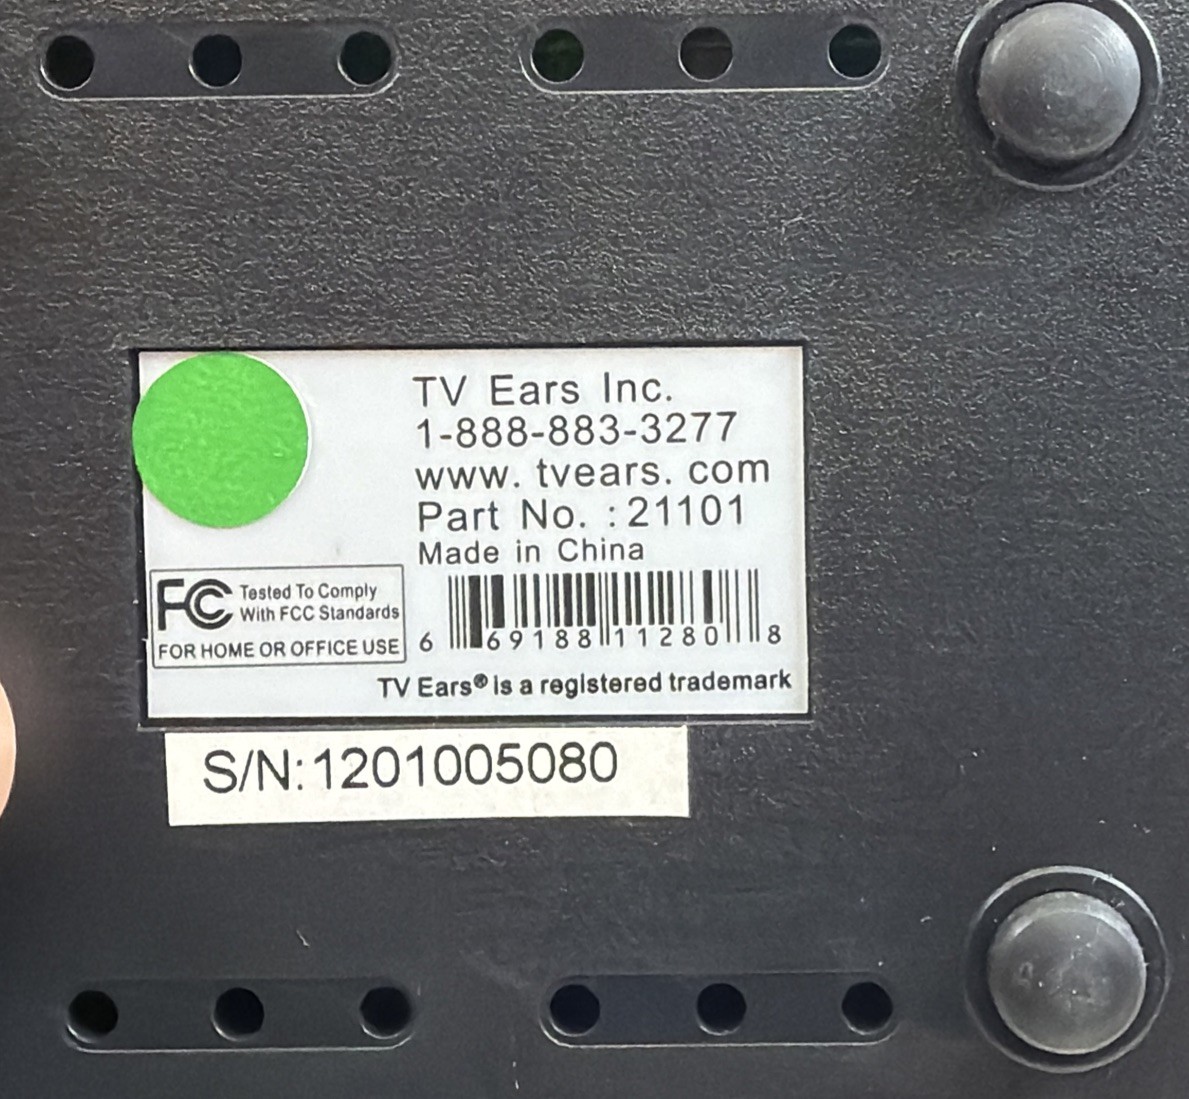 TV Ears Inc.
1-888-883-3277
www. tvears. com
Part No. : 21101
Made in China
FC Tested To Comply
With FCC Standards
FOR HOME OR OFFICE USE
6 69188 11280 8
TV Ears® is a registered trademark
S/N:1201005080